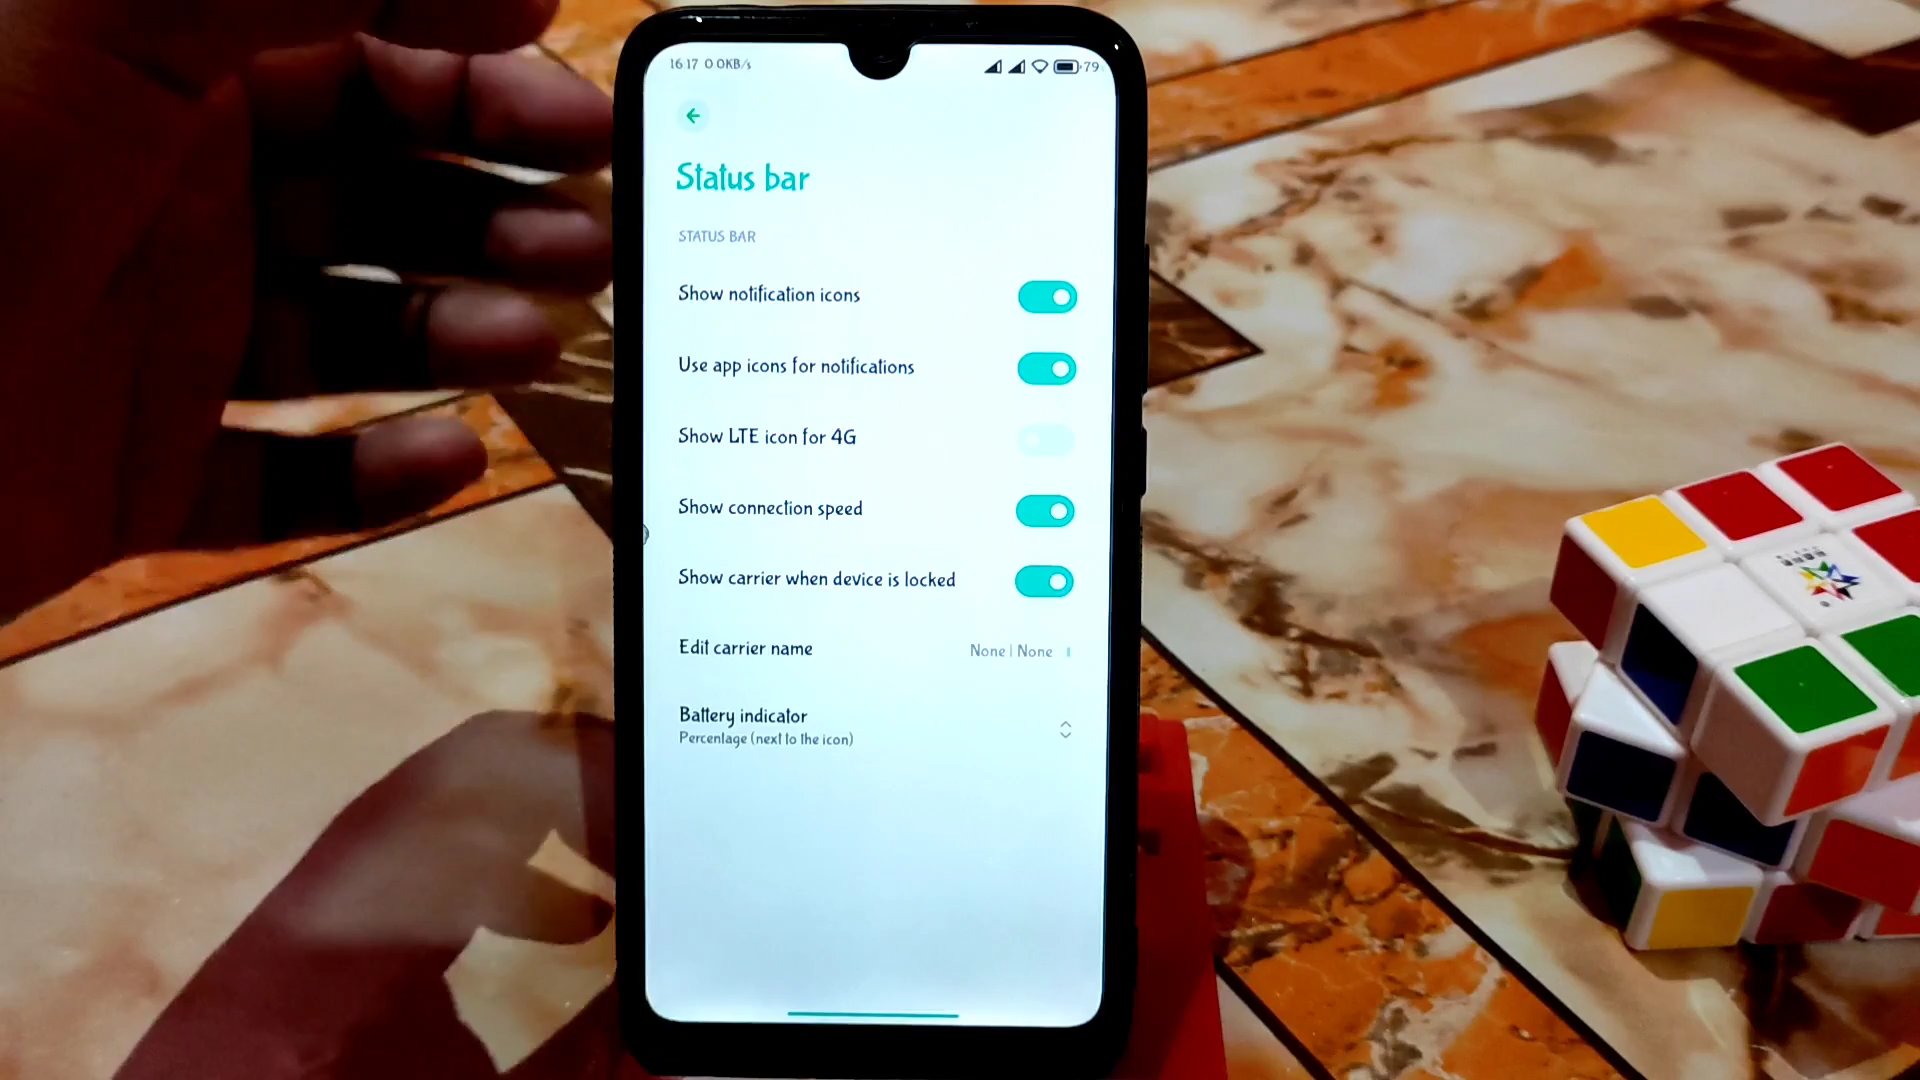 16:17 0.0KB/s 79
Status bar
STATUS BAR
Show notification icons
Use app icons for notifications
Show LTE icon for 4G
Show connection speed
Show carrier when device is locked
Edit carrier name None | None
Battery indicator
Percentage (next to the icon)